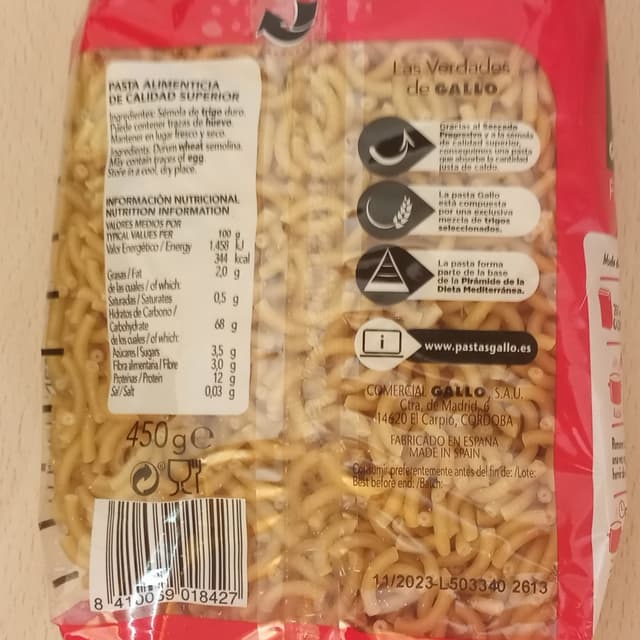 PASTA ALIMENTICIA
DE CALIDAD SUPERIOR
Ingredientes: Sémola de trigo duro.
Puede contener trazas de huevo.
Mantener en lugar fresco y seco.
Ingredients: Durum wheat semolina.
May contain traces of egg.
Store in a cool, dry place.
INFORMACIÓN NUTRICIONAL
NUTRITION INFORMATION
VALORES MEDIOS POR
TYPICAL VALUES PER 100 g
Valor Energético / Energy 1.458 kJ
344 kcal
Grasas / Fat 2,0 g
de las cuales / of which:
Saturadas / Saturates 0,5 g
Hidratos de Carbono /
Carbohydrate 68 g
de los cuales / of which:
Azúcares / Sugars 3,5 g
Fibra alimentaria / Fibre 3,0 g
Proteínas / Protein 12 g
Sal / Salt 0,03 g
450 g e
8 410069 018427
Las Verdades
de GALLO
Gracias al Secado
Progresivo y a la sémola
de calidad superior,
conseguimos una pasta
que absorbe la cantidad
justa de caldo.
La pasta Gallo
está compuesta
por una exclusiva
mezcla de trigos
seleccionados.
La pasta forma
parte de la base
de la Pirámide de la
Dieta Mediterránea.
i
www.pastasgallo.es
COMERCIAL GALLO, S.A.U.
Ctra. de Madrid, 6
14620 El Carpio, CÓRDOBA
FABRICADO EN ESPAÑA
MADE IN SPAIN
Consumir preferentemente antes del fin de: /Lote:
Best before end: /Batch:
11/2023-L503340 2613